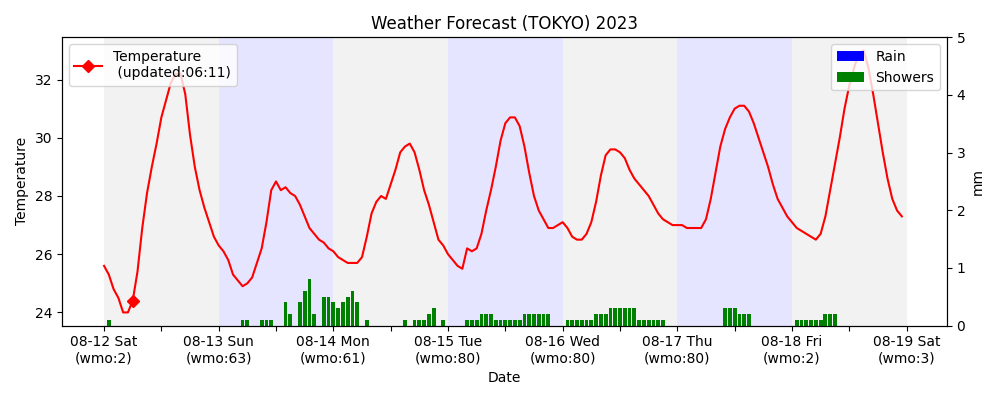 Weather Forecast (TOKYO) 2023
Temperature
(updated:06:11)
Rain
Showers
Temperature
32
30
28
26
24
5
4
3
2
1
0
mm
08-12 Sat
(wmo:2)
08-13 Sun
(wmo:63)
08-14 Mon
(wmo:61)
08-15 Tue
(wmo:80)
08-16 Wed
(wmo:80)
08-17 Thu
(wmo:80)
08-18 Fri
(wmo:2)
08-19 Sat
(wmo:3)
Date